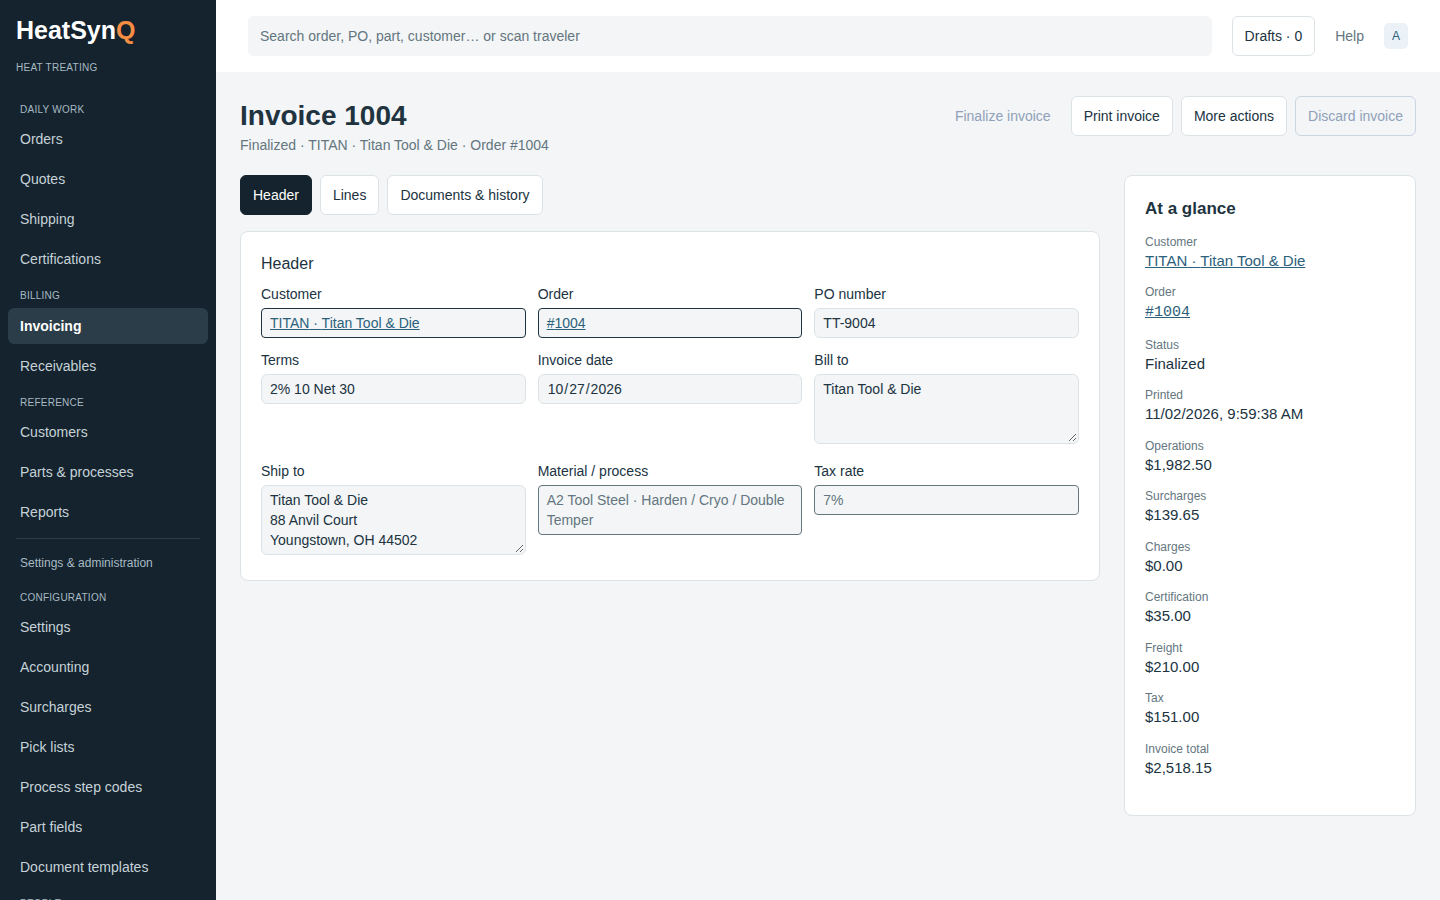 HeatSynQ
HEAT TREATING
DAILY WORK
Orders
Quotes
Shipping
Certifications
BILLING
Invoicing
Receivables
REFERENCE
Customers
Parts & processes
Reports
Settings & administration
CONFIGURATION
Settings
Accounting
Surcharges
Pick lists
Process step codes
Part fields
Document templates
Search order, PO, part, customer… or scan traveler
Drafts · 0
Help
A
Invoice 1004
Finalized · TITAN · Titan Tool & Die · Order #1004
Finalize invoice
Print invoice
More actions
Discard invoice
Header
Lines
Documents & history
Header
Customer
TITAN · Titan Tool & Die
Order
#1004
PO number
TT-9004
Terms
2% 10 Net 30
Invoice date
10/27/2026
Bill to
Titan Tool & Die
Ship to
Titan Tool & Die
88 Anvil Court
Youngstown, OH 44502
Material / process
A2 Tool Steel · Harden / Cryo / Double
Temper
Tax rate
7%
At a glance
Customer
TITAN · Titan Tool & Die
Order
#1004
Status
Finalized
Printed
11/02/2026, 9:59:38 AM
Operations
$1,982.50
Surcharges
$139.65
Charges
$0.00
Certification
$35.00
Freight
$210.00
Tax
$151.00
Invoice total
$2,518.15